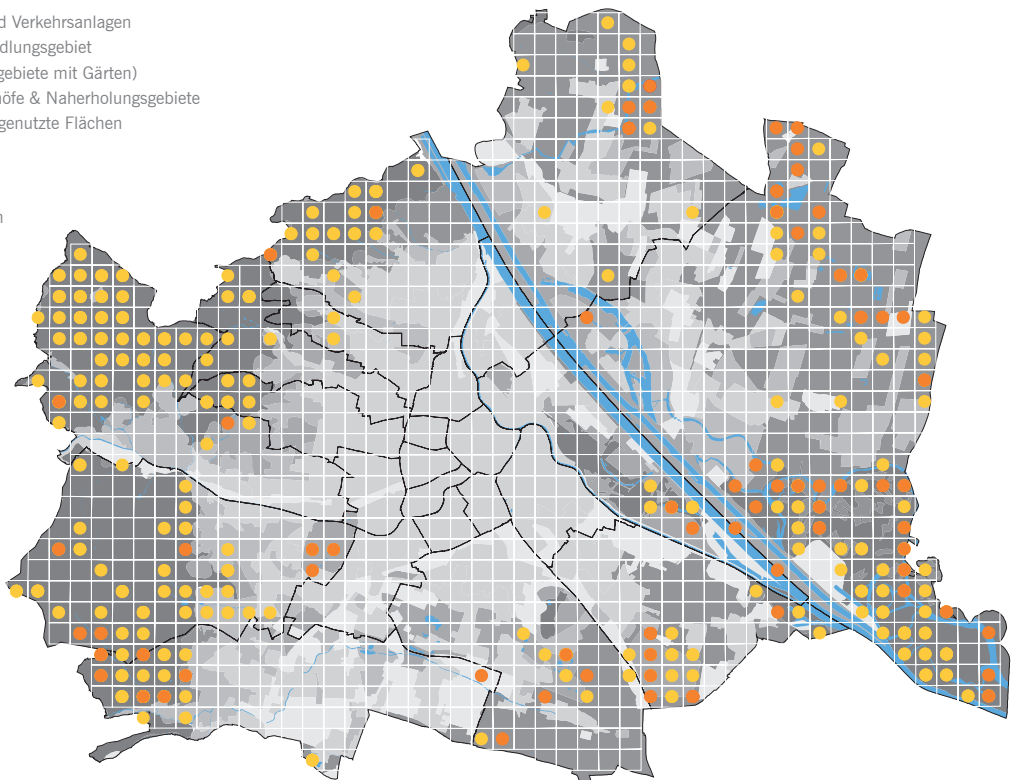 d Verkehrsanlagen
dlungsgebiet
gebiete mit Gärten)
höfe & Naherholungsgebiete
genutzte Flächen
n